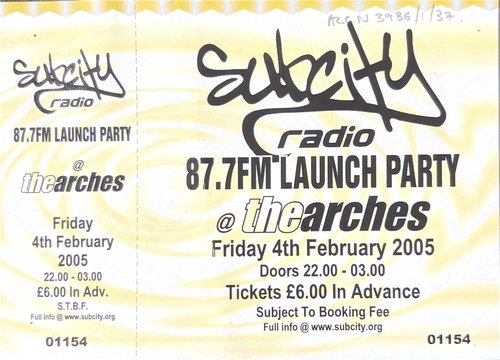 subcity
radio
87.7FM LAUNCH PARTY
@
thearches
Friday
4th February
2005
22.00 - 03.00
£6.00 In Adv.
S.T.B.F.
Full info @ www.subcity.org
01154
ACCN 3936/1/37.
subcity
radio
87.7FM LAUNCH PARTY
@ thearches
Friday 4th February 2005
Doors 22.00 - 03.00
Tickets £6.00 In Advance
Subject To Booking Fee
Full info @ www.subcity.org
01154